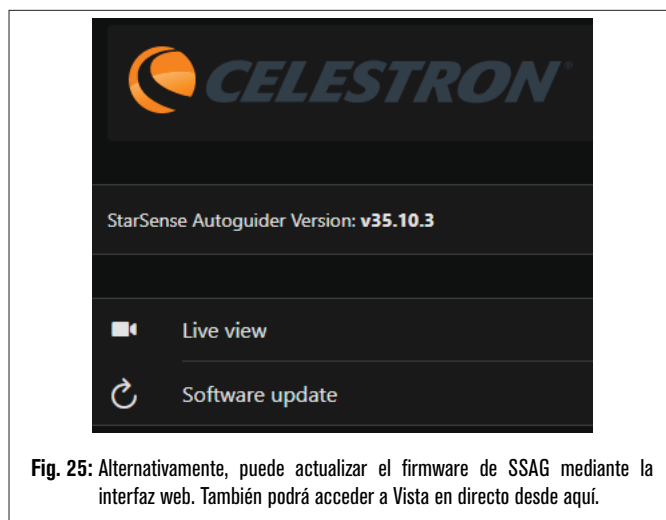 CELESTRON®
StarSense Autoguider Version: v35.10.3
Live view
Software update
Fig. 25: Alternativamente, puede actualizar el firmware de SSAG mediante la
interfaz web. También podrá acceder a Vista en directo desde aquí.